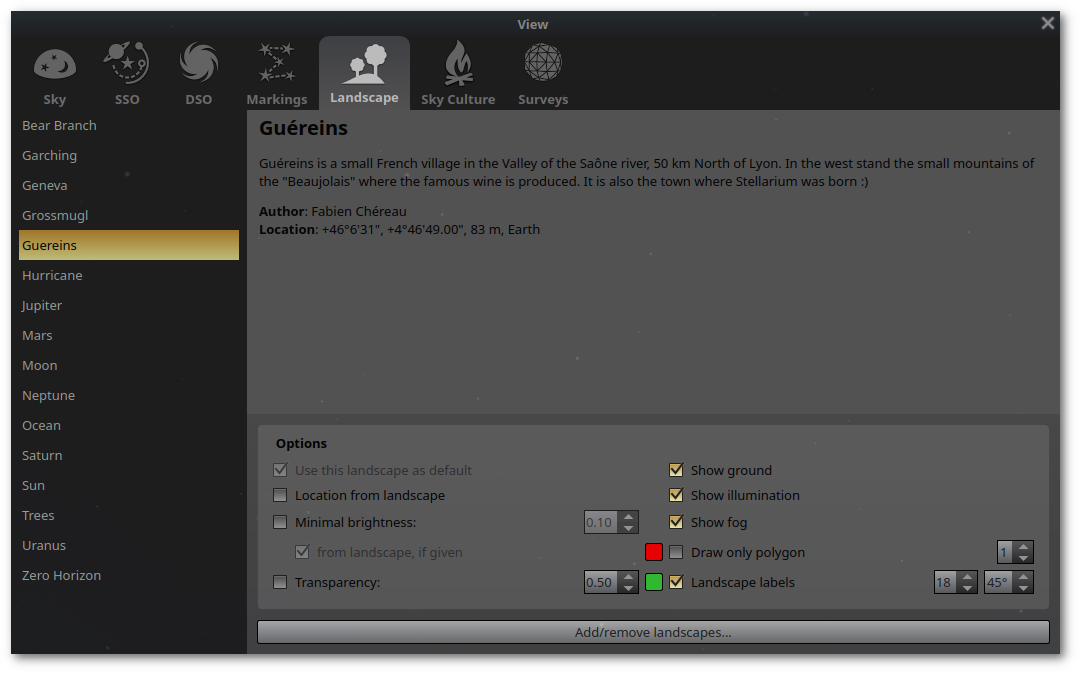 View
Sky
SSO
DSO
Markings
Landscape
Sky Culture
Surveys
Bear Branch
Garching
Geneva
Grossmugl
Guereins
Hurricane
Jupiter
Mars
Moon
Neptune
Ocean
Saturn
Sun
Trees
Uranus
Zero Horizon
Guéreins
Guéreins is a small French village in the Valley of the Saône river, 50 km North of Lyon. In the west stand the small mountains of
the "Beaujolais" where the famous wine is produced. It is also the town where Stellarium was born :)
Author: Fabien Chéreau
Location: +46°6'31", +4°46'49.00", 83 m, Earth
Options
Use this landscape as default
Show ground
Location from landscape
Show illumination
Minimal brightness:
0.10
Show fog
from landscape, if given
Draw only polygon
1
Transparency:
0.50
Landscape labels
18
45°
Add/remove landscapes...